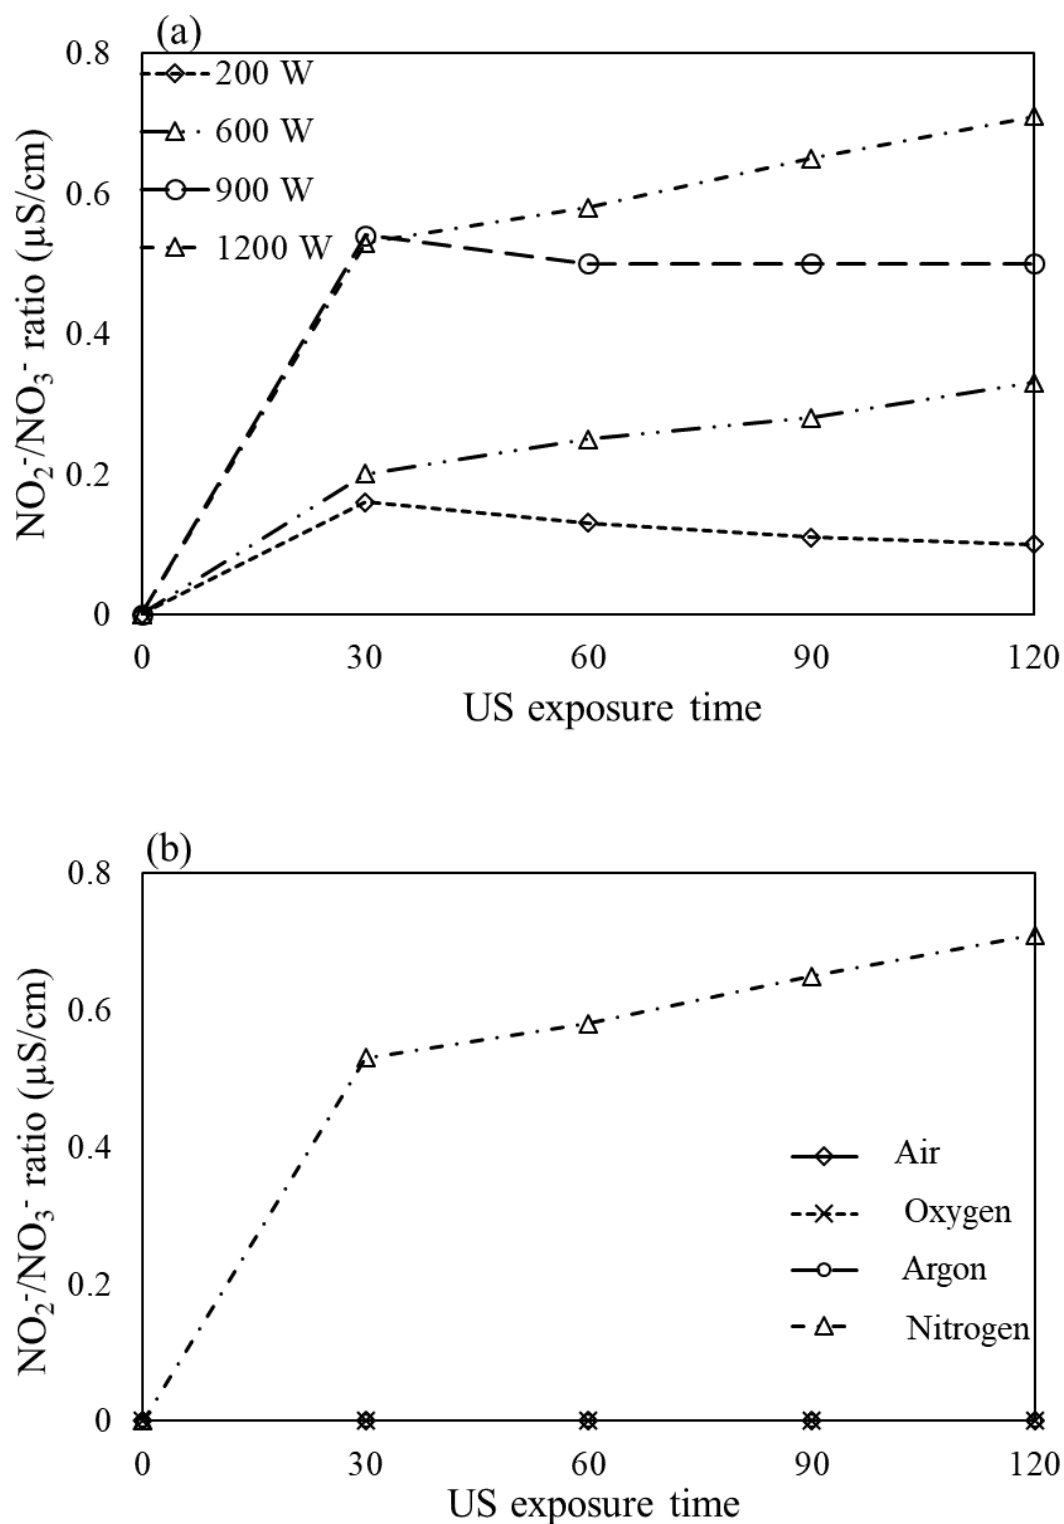 (a)
0.8
200 W
600 W
0.6
900 W
1200 W
0.4
0.2
0
NO₂⁻/NO₃⁻ ratio (µS/cm)
0 30 60 90 120
US exposure time
(b)
0.8
0.6
0.4
0.2
0
NO₂⁻/NO₃⁻ ratio (µS/cm)
Air
Oxygen
Argon
Nitrogen
0 30 60 90 120
US exposure time